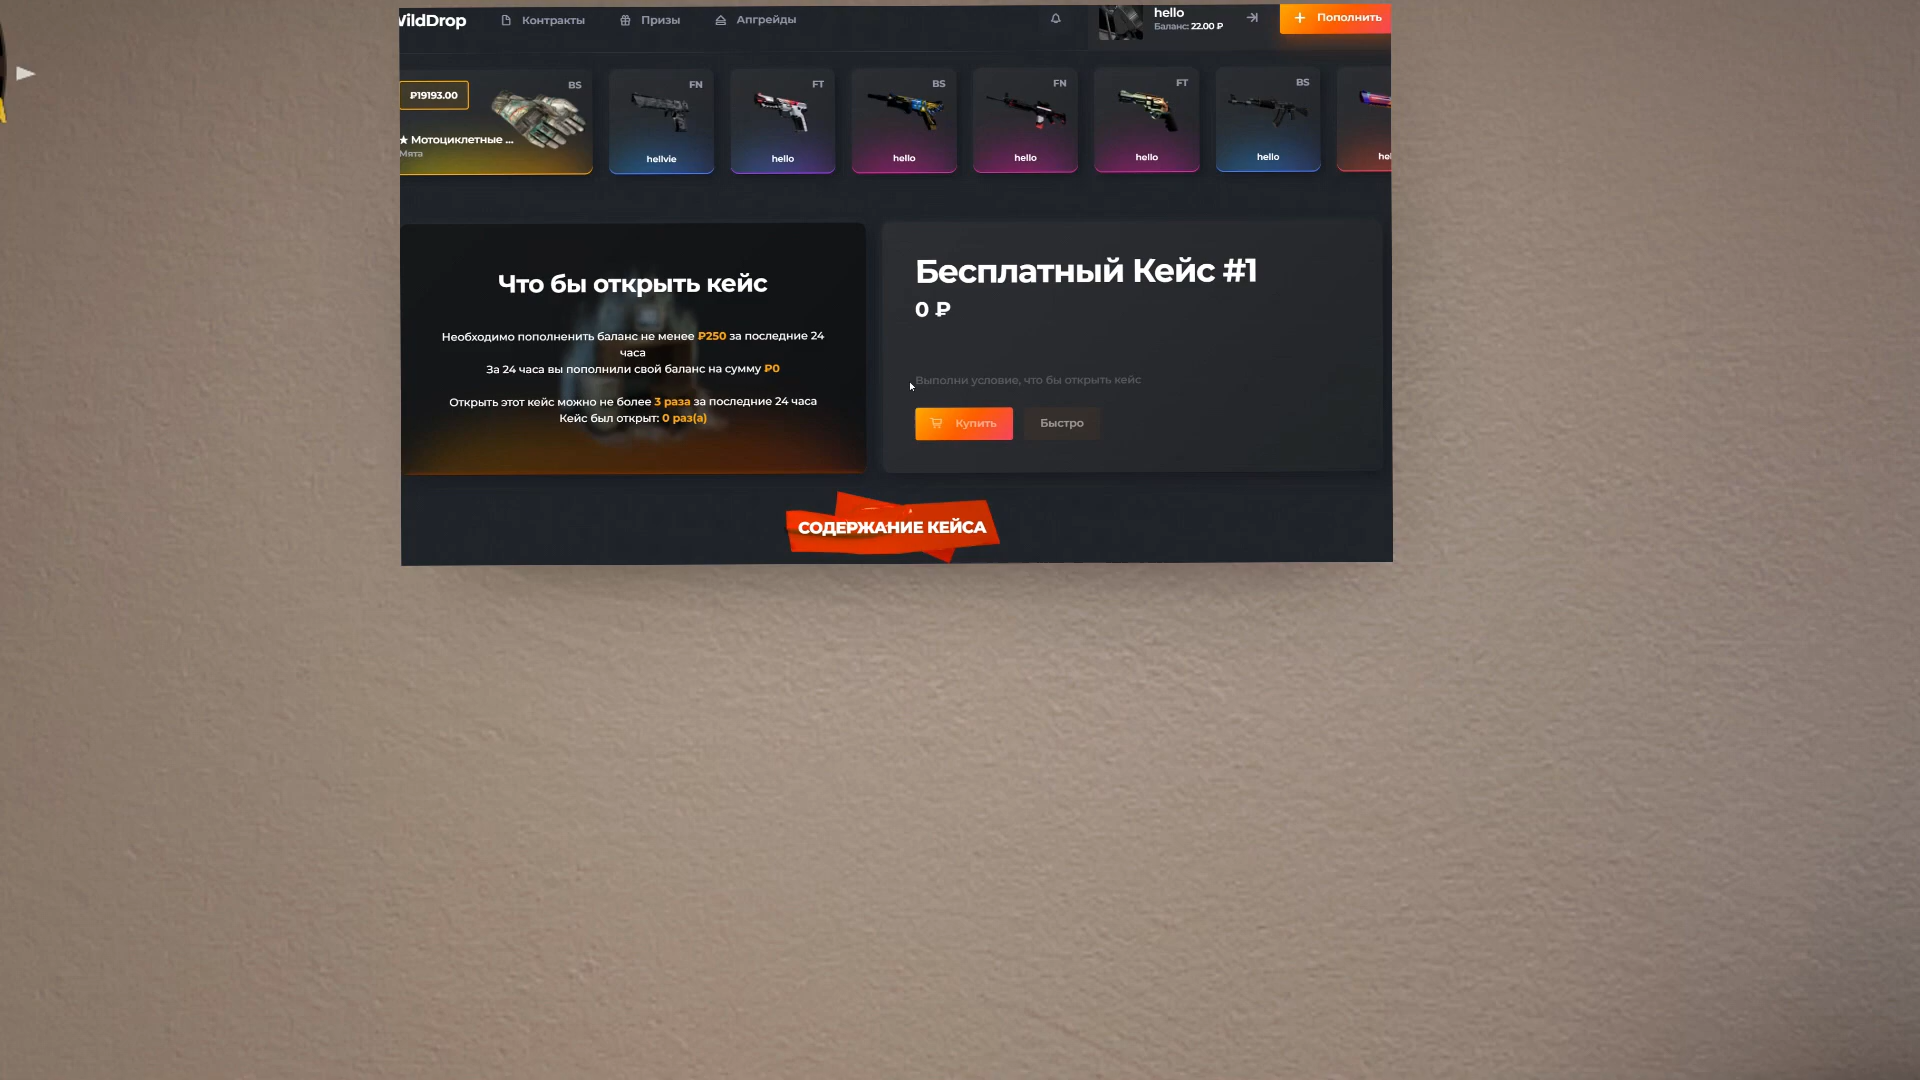 WildDrop Контракты Призы Апгрейды
hello
Баланс: 22.00 ₽
Пополнить
₽19193.00
BS
★ Мотоциклетные ...
Мята
FN
hellvie
FT
hello
BS
hello
FN
hello
FT
hello
BS
hello
Что бы открыть кейс
Необходимо пополненить баланс не менее ₽250 за последние 24
часа
За 24 часа вы пополнили свой баланс на сумму ₽0
Открыть этот кейс можно не более 3 раза за последние 24 часа
Кейс был открыт: 0 раз(а)
Бесплатный Кейс #1
0 ₽
Выполни условие, что бы открыть кейс
Купить
Быстро
СОДЕРЖАНИЕ КЕЙСА